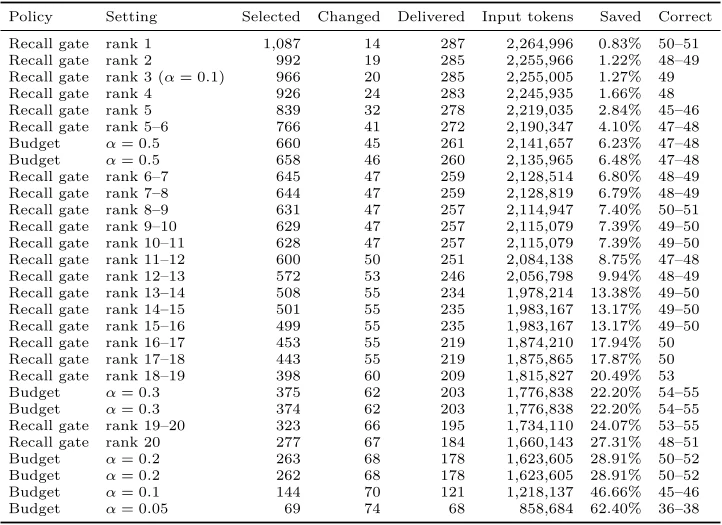 Policy Setting Selected Changed Delivered Input tokens Saved Correct
Recall gate rank 1 1,087 14 287 2,264,996 0.83% 50–51
Recall gate rank 2 992 19 285 2,255,966 1.22% 48–49
Recall gate rank 3 (α = 0.1) 966 20 285 2,255,005 1.27% 49
Recall gate rank 4 926 24 283 2,245,935 1.66% 48
Recall gate rank 5 839 32 278 2,219,035 2.84% 45–46
Recall gate rank 5–6 766 41 272 2,190,347 4.10% 47–48
Budget α = 0.5 660 45 261 2,141,657 6.23% 47–48
Budget α = 0.5 658 46 260 2,135,965 6.48% 47–48
Recall gate rank 6–7 645 47 259 2,128,514 6.80% 48–49
Recall gate rank 7–8 644 47 259 2,128,819 6.79% 48–49
Recall gate rank 8–9 631 47 257 2,114,947 7.40% 50–51
Recall gate rank 9–10 629 47 257 2,115,079 7.39% 49–50
Recall gate rank 10–11 628 47 257 2,115,079 7.39% 49–50
Recall gate rank 11–12 600 50 251 2,084,138 8.75% 47–48
Recall gate rank 12–13 572 53 246 2,056,798 9.94% 48–49
Recall gate rank 13–14 508 55 234 1,978,214 13.38% 49–50
Recall gate rank 14–15 501 55 235 1,983,167 13.17% 49–50
Recall gate rank 15–16 499 55 235 1,983,167 13.17% 49–50
Recall gate rank 16–17 453 55 219 1,874,210 17.94% 50
Recall gate rank 17–18 443 55 219 1,875,865 17.87% 50
Recall gate rank 18–19 398 60 209 1,815,827 20.49% 53
Budget α = 0.3 375 62 203 1,776,838 22.20% 54–55
Budget α = 0.3 374 62 203 1,776,838 22.20% 54–55
Recall gate rank 19–20 323 66 195 1,734,110 24.07% 53–55
Recall gate rank 20 277 67 184 1,660,143 27.31% 48–51
Budget α = 0.2 263 68 178 1,623,605 28.91% 50–52
Budget α = 0.2 262 68 178 1,623,605 28.91% 50–52
Budget α = 0.1 144 70 121 1,218,137 46.66% 45–46
Budget α = 0.05 69 74 68 858,684 62.40% 36–38